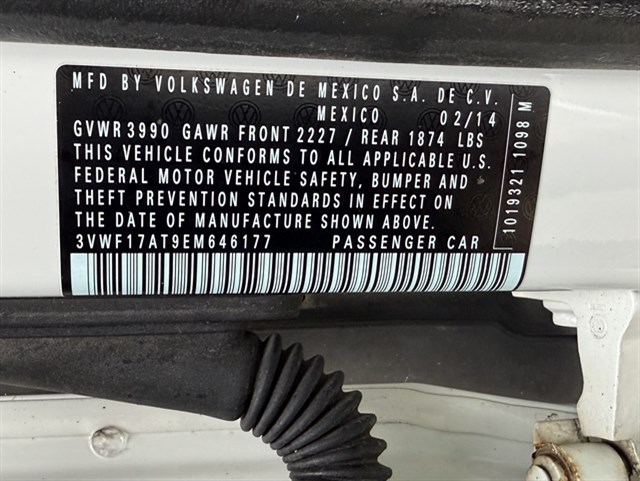 MFD BY VOLKSWAGEN DE MEXICO S.A. DE C.V.
MEXICO 02/14
GVWR 3990 GAWR FRONT 2227 / REAR 1874 LBS
THIS VEHICLE CONFORMS TO ALL APPLICABLE U.S.
FEDERAL MOTOR VEHICLE SAFETY, BUMPER AND
THEFT PREVENTION STANDARDS IN EFFECT ON
THE DATE OF MANUFACTURE SHOWN ABOVE.
3VWF17AT9EM646177 PASSENGER CAR
1019321 1098 M